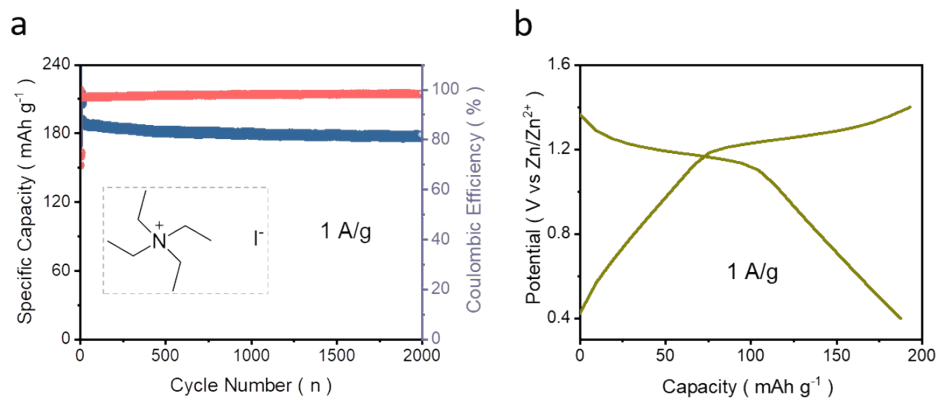 a
240
180
120
60
0
Specific Capacity ( mAh g⁻¹ )
100
80
60
40
20
0
Coulombic Efficiency ( % )
N
+
I⁻
1 A/g
0
500
1000
1500
2000
Cycle Number ( n )
b
1.6
1.2
0.8
0.4
Potential ( V vs Zn/Zn²⁺ )
1 A/g
0
50
100
150
200
Capacity ( mAh g⁻¹ )